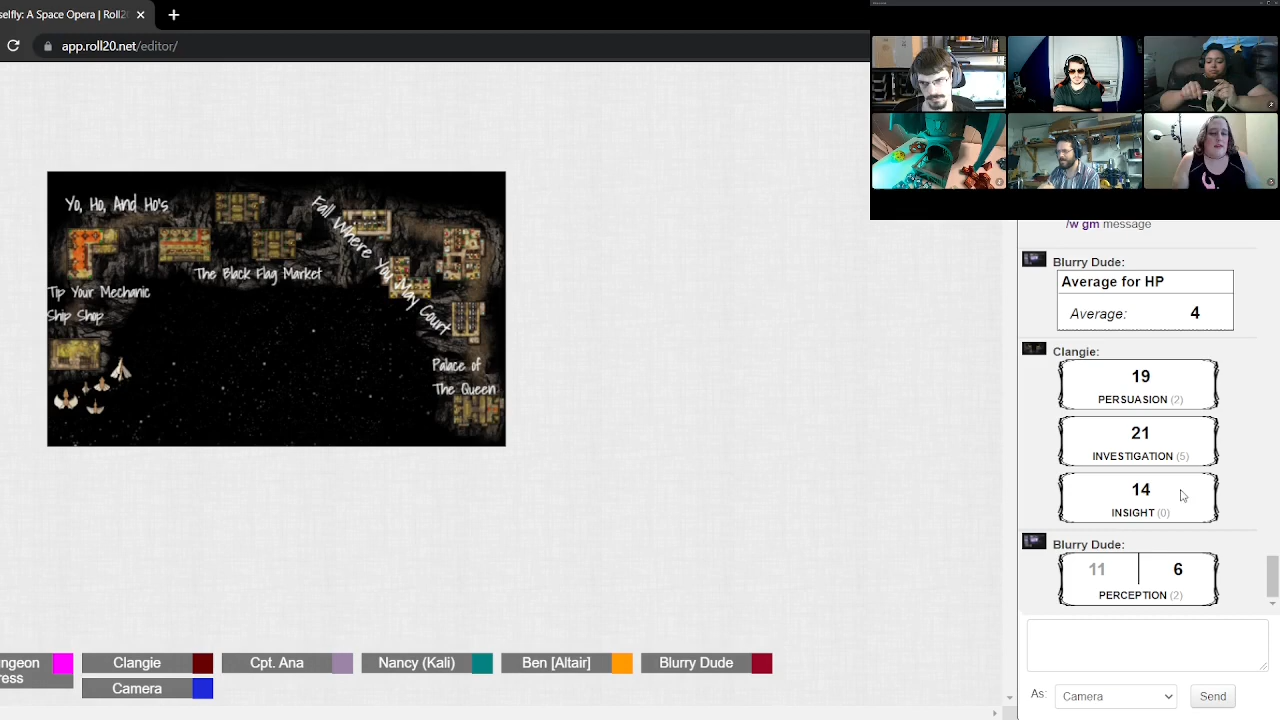 selfly: A Space Opera | Roll20
app.roll20.net/editor/
Yo, Ho, And Ho's
The Black Flag Market
Fall Where You May Court
Tip Your Mechanic
Ship Shop
Palace of
The Queen
/w gm message
Blurry Dude:
Average for HP
Average: 4
Clangie:
19
PERSUASION (2)
21
INVESTIGATION (5)
14
INSIGHT (0)
Blurry Dude:
11 6
PERCEPTION (2)
As: Camera Send
ngeon
ress
Clangie
Cpt. Ana
Nancy (Kali)
Ben [Altair]
Blurry Dude
Camera